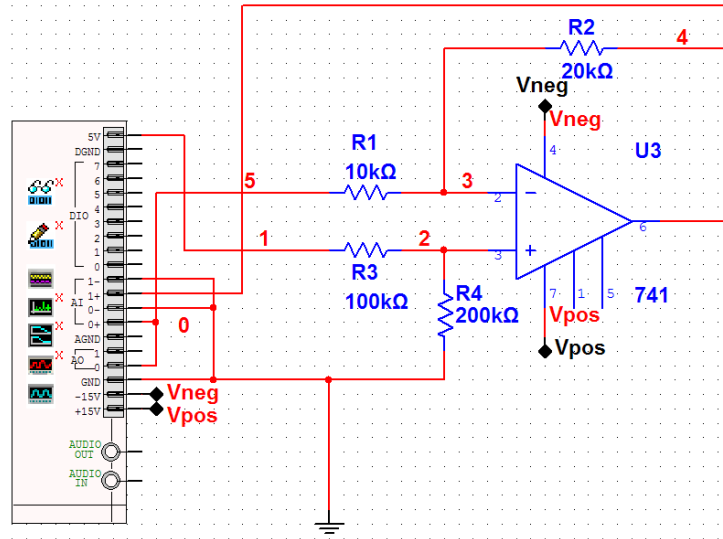 R2
4
20kΩ
Vneg
Vneg
5V
DGND
7
6
5
4
3
2
1
0
DIO
R1
10kΩ
5
3
2
4
U3
6
1
2
3
R3
100kΩ
R4
200kΩ
7
1
5
741
Vpos
Vpos
1-
1+
0-
0+
AI
0
AGND
1
0
AO
GND
-15V
+15V
Vneg
Vpos
AUDIO
OUT
AUDIO
IN